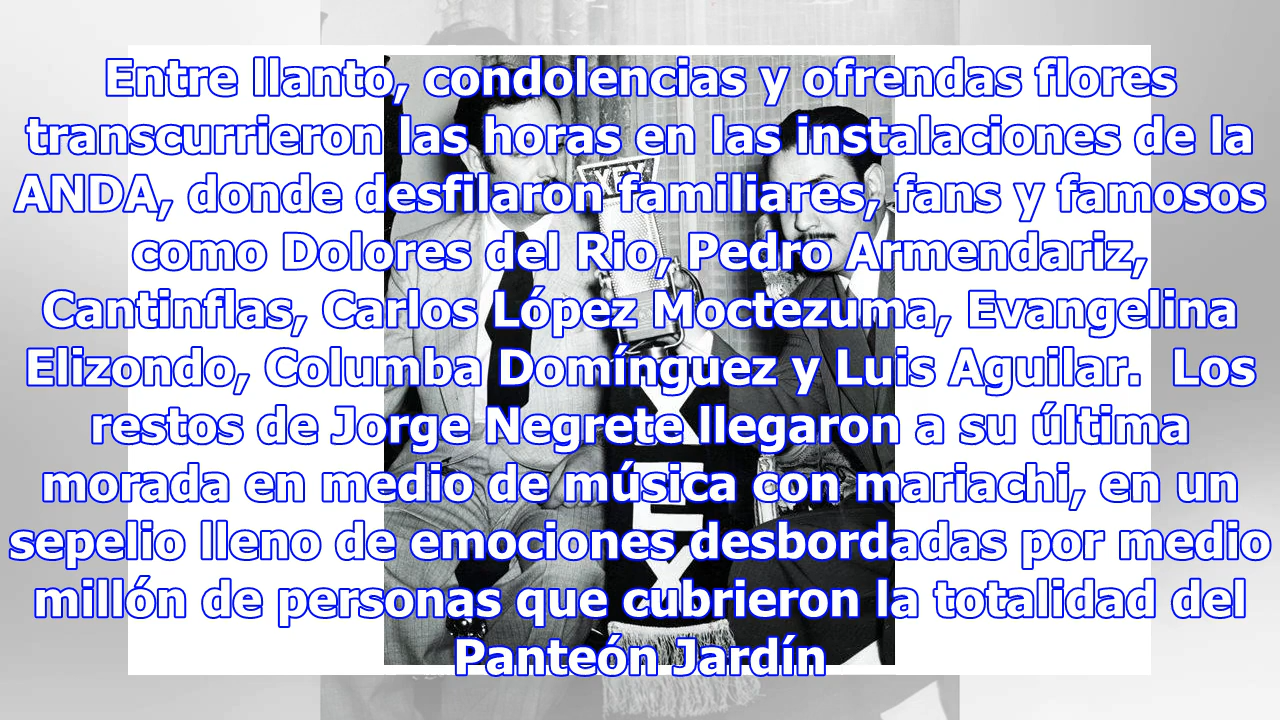 Entre llanto, condolencias y ofrendas flores
transcurrieron las horas en las instalaciones de la
ANDA, donde desfilaron familiares, fans y famosos
como Dolores del Rio, Pedro Armendariz,
Cantinflas, Carlos López Moctezuma, Evangelina
Elizondo, Columba Domínguez y Luis Aguilar.  Los
restos de Jorge Negrete llegaron a su última
morada en medio de música con mariachi, en un
sepelio lleno de emociones desbordadas por medio
millón de personas que cubrieron la totalidad del
Panteón Jardín